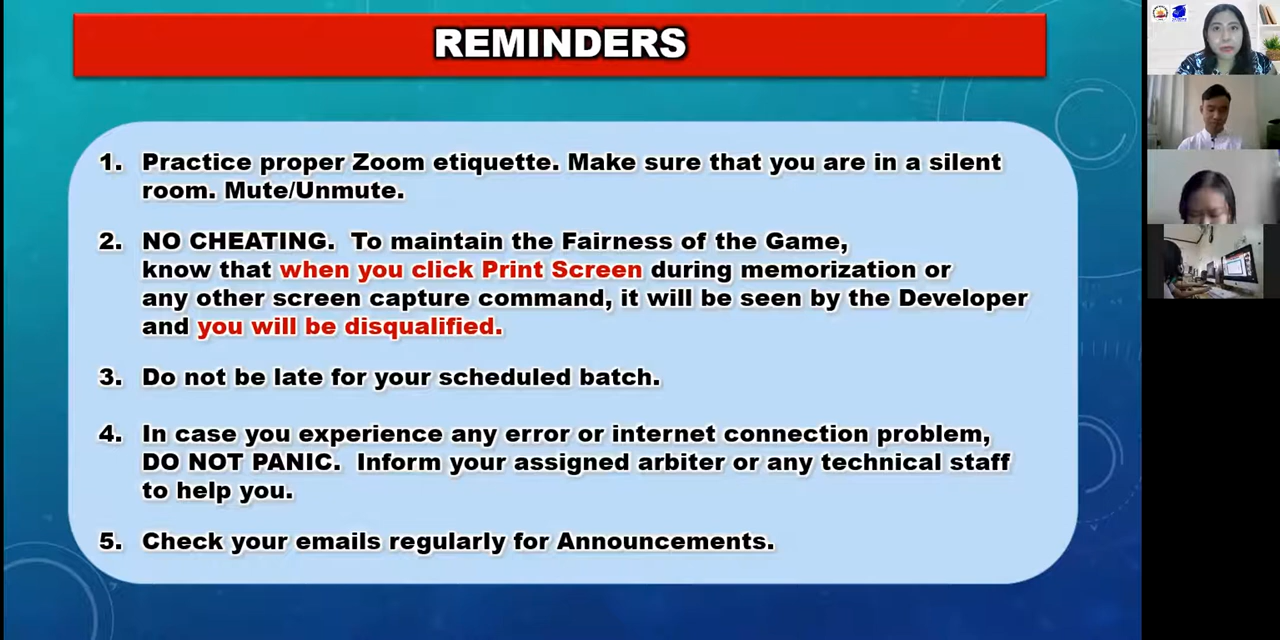 REMINDERS
1. Practice proper Zoom etiquette. Make sure that you are in a silent
room. Mute/Unmute.
2. NO CHEATING. To maintain the Fairness of the Game,
know that when you click Print Screen during memorization or
any other screen capture command, it will be seen by the Developer
and you will be disqualified.
3. Do not be late for your scheduled batch.
4. In case you experience any error or internet connection problem,
DO NOT PANIC. Inform your assigned arbiter or any technical staff
to help you.
5. Check your emails regularly for Announcements.